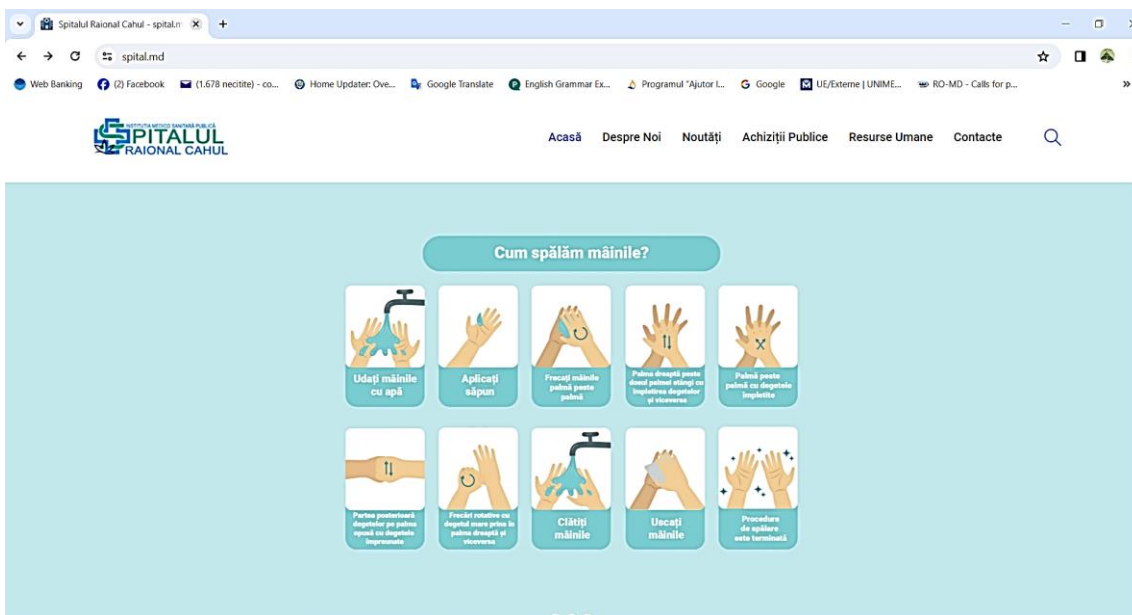 Spitalul Raional Cahul - spital.m
spital.md
Web Banking
(2) Facebook
(1.678 necitite) - co...
Home Updater: Ove...
Google Translate
English Grammar Ex...
Programul "Ajutor l...
Google
UE/Externe | UNIME...
RO-MD - Calls for p...
INSTITUȚIA MEDICO SANITARĂ PUBLICĂ
SPITALUL
RAIONAL CAHUL
Acasă
Despre Noi
Noutăți
Achiziții Publice
Resurse Umane
Contacte
Cum spălăm mâinile?
Udați mâinile
cu apă
Aplicați
săpun
Frecați mâinile
palmă peste
palmă
Palma dreaptă peste
dosul palmei stângi cu
împletirea degetelor
și viceversa
Palmă peste
palmă cu degetele
împletite
Partea posterioară
degetelor pe palma
opusă cu degetele
împreunate
Frecări rotative cu
degetul mare prins în
palma dreaptă și
viceversa
Clătiți
mâinile
Uscați
mâinile
Procedura
de spălare
este terminată